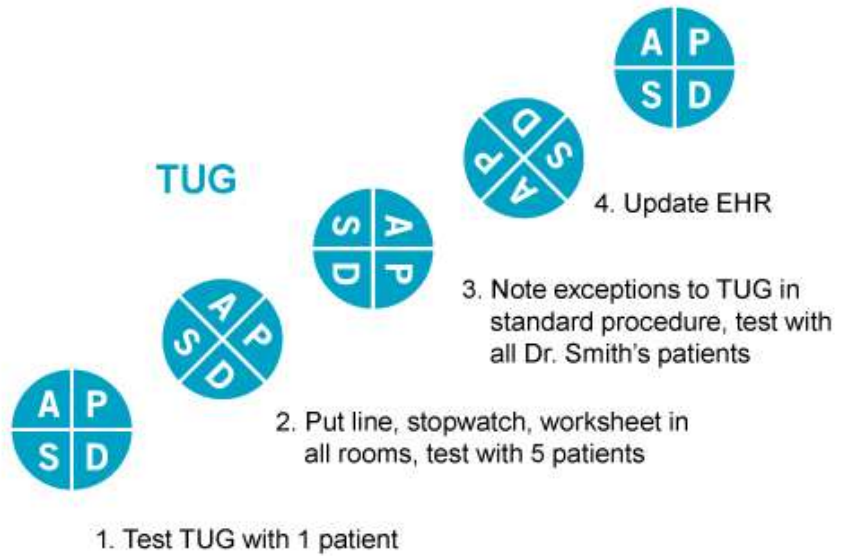 A P
S D
A P
S D
TUG
A P
S D
4. Update EHR
A P
S D
3. Note exceptions to TUG in
standard procedure, test with
all Dr. Smith's patients
A P
S D
2. Put line, stopwatch, worksheet in
all rooms, test with 5 patients
A P
S D
1. Test TUG with 1 patient